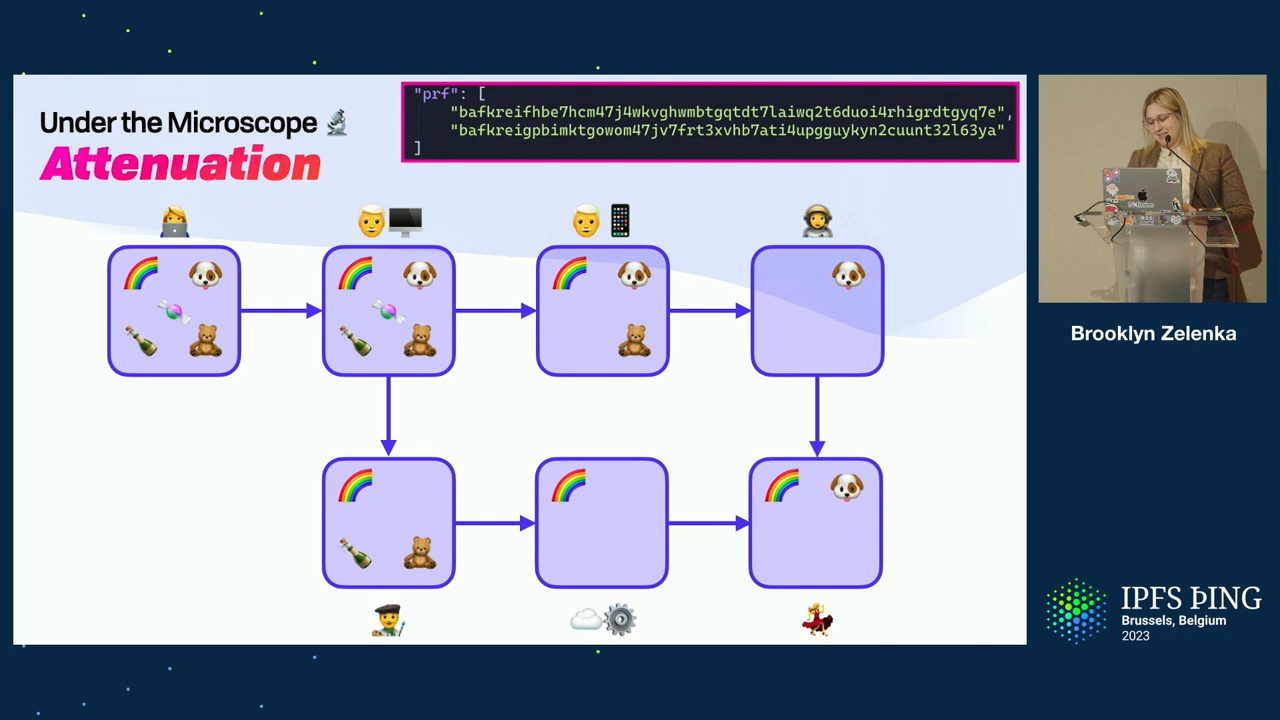 Under the Microscope 🔬
Attenuation
"prf": [
"bafkreifhbe7hcm47j4wkvghwmbtgqtdt7laiwq2t6duoi4rhigrdtgyq7e",
"bafkreigpbimktgowom47jv7frt3xvhb7ati4upgguykyn2cuunt32l63ya"
]
Brooklyn Zelenka
IPFS ÞING
Brussels, Belgium
2023